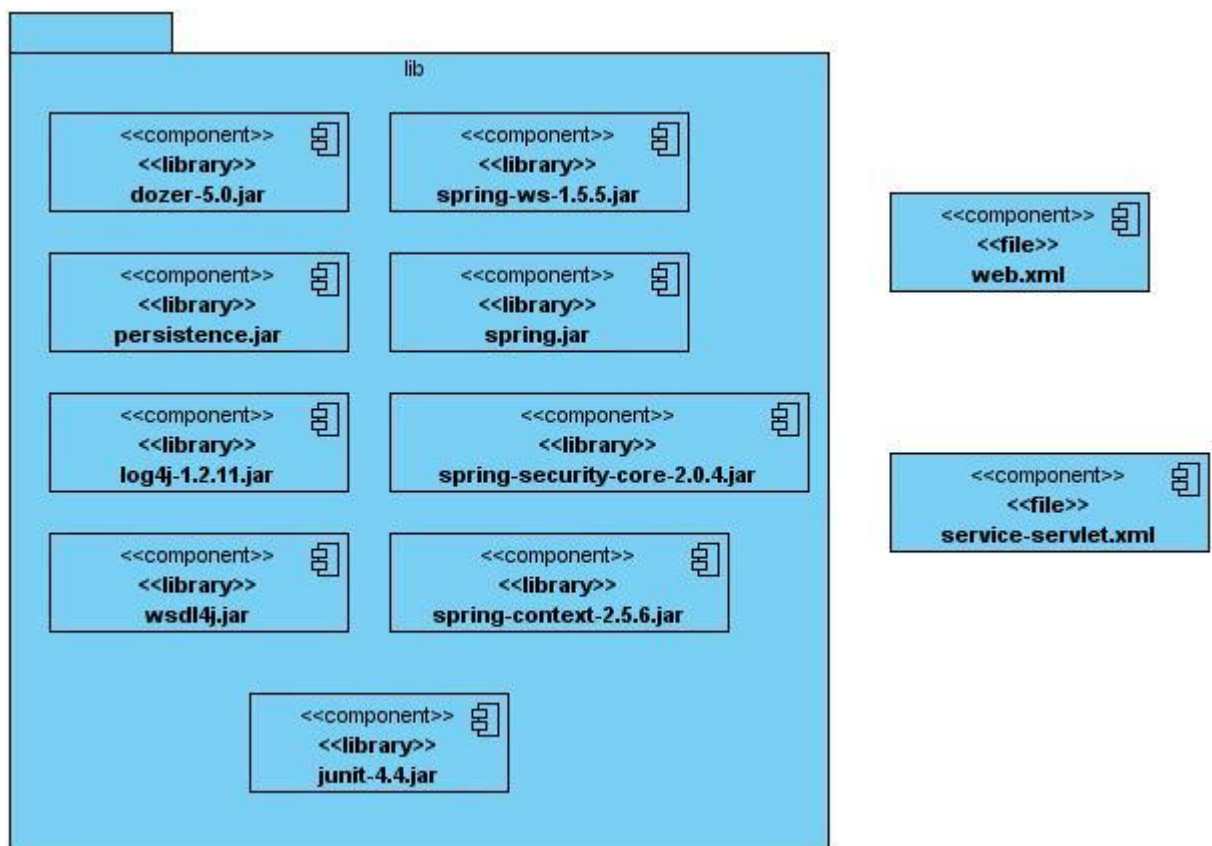 lib
<<component>>
<<library>>
dozer-5.0.jar
<<component>>
<<library>>
spring-ws-1.5.5.jar
<<component>>
<<file>>
web.xml
<<component>>
<<library>>
persistence.jar
<<component>>
<<library>>
spring.jar
<<component>>
<<library>>
log4j-1.2.11.jar
<<component>>
<<library>>
spring-security-core-2.0.4.jar
<<component>>
<<file>>
service-servlet.xml
<<component>>
<<library>>
wsdl4j.jar
<<component>>
<<library>>
spring-context-2.5.6.jar
<<component>>
<<library>>
junit-4.4.jar